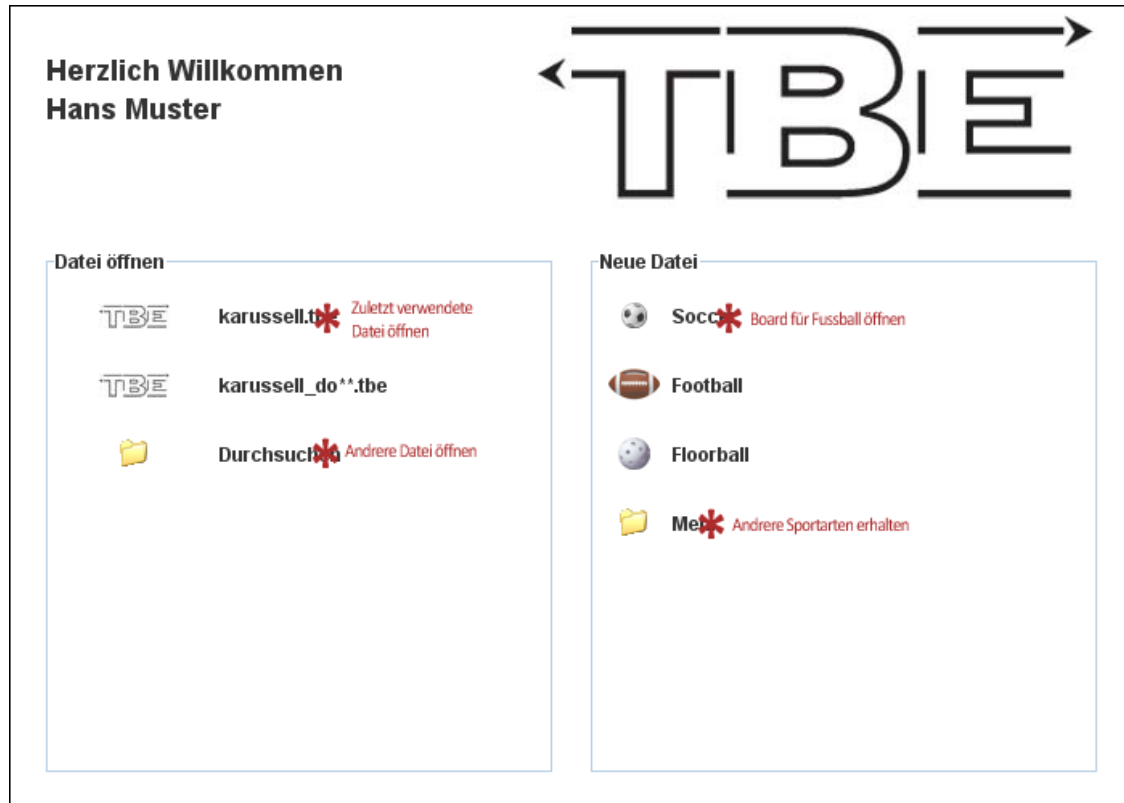 Herzlich Willkommen
Hans Muster
TBE
Datei öffnen
TBE
Zuletzt verwendete
Datei öffnen
TBE karussell_do**.tbe
Andrere Datei öffnen
Neue Datei
Board für Fussball öffnen
Football
Floorball
Andrere Sportarten erhalten